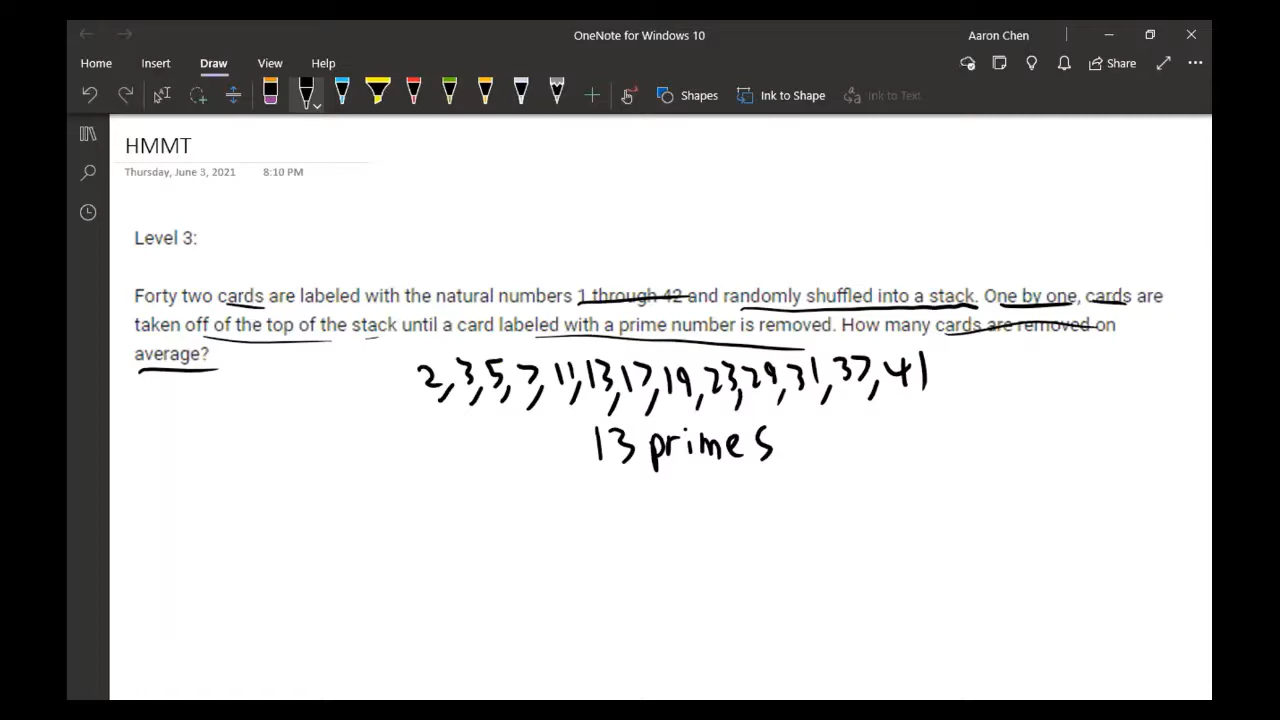 OneNote for Windows 10
Aaron Chen
Home Insert Draw View Help
Share
Shapes
Ink to Shape
Ink to Text
HMMT
Thursday, June 3, 2021 8:10 PM
Level 3:
Forty two cards are labeled with the natural numbers 1 through 42 and randomly shuffled into a stack. One by one, cards are
taken off of the top of the stack until a card labeled with a prime number is removed. How many cards are removed on
average?
2, 3, 5, 7, 11, 13, 17, 19, 23, 29, 31, 37, 41
13 primes